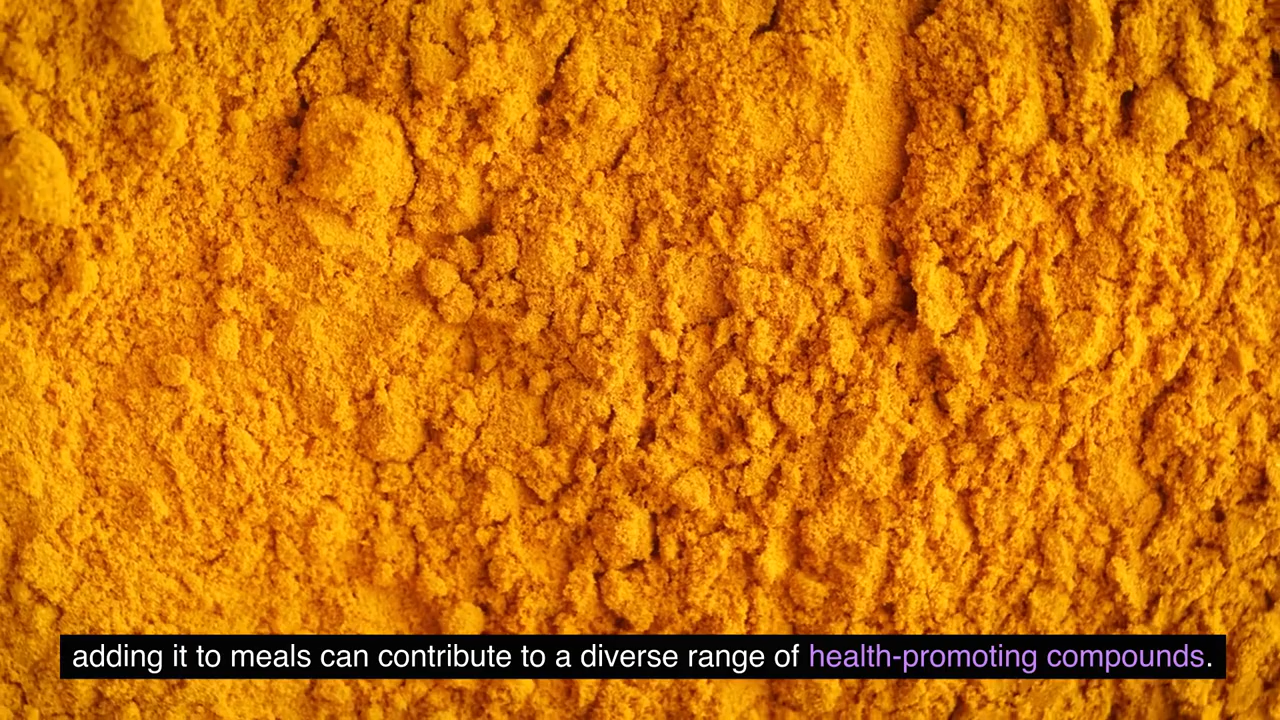 adding it to meals can contribute to a diverse range of health-promoting compounds.